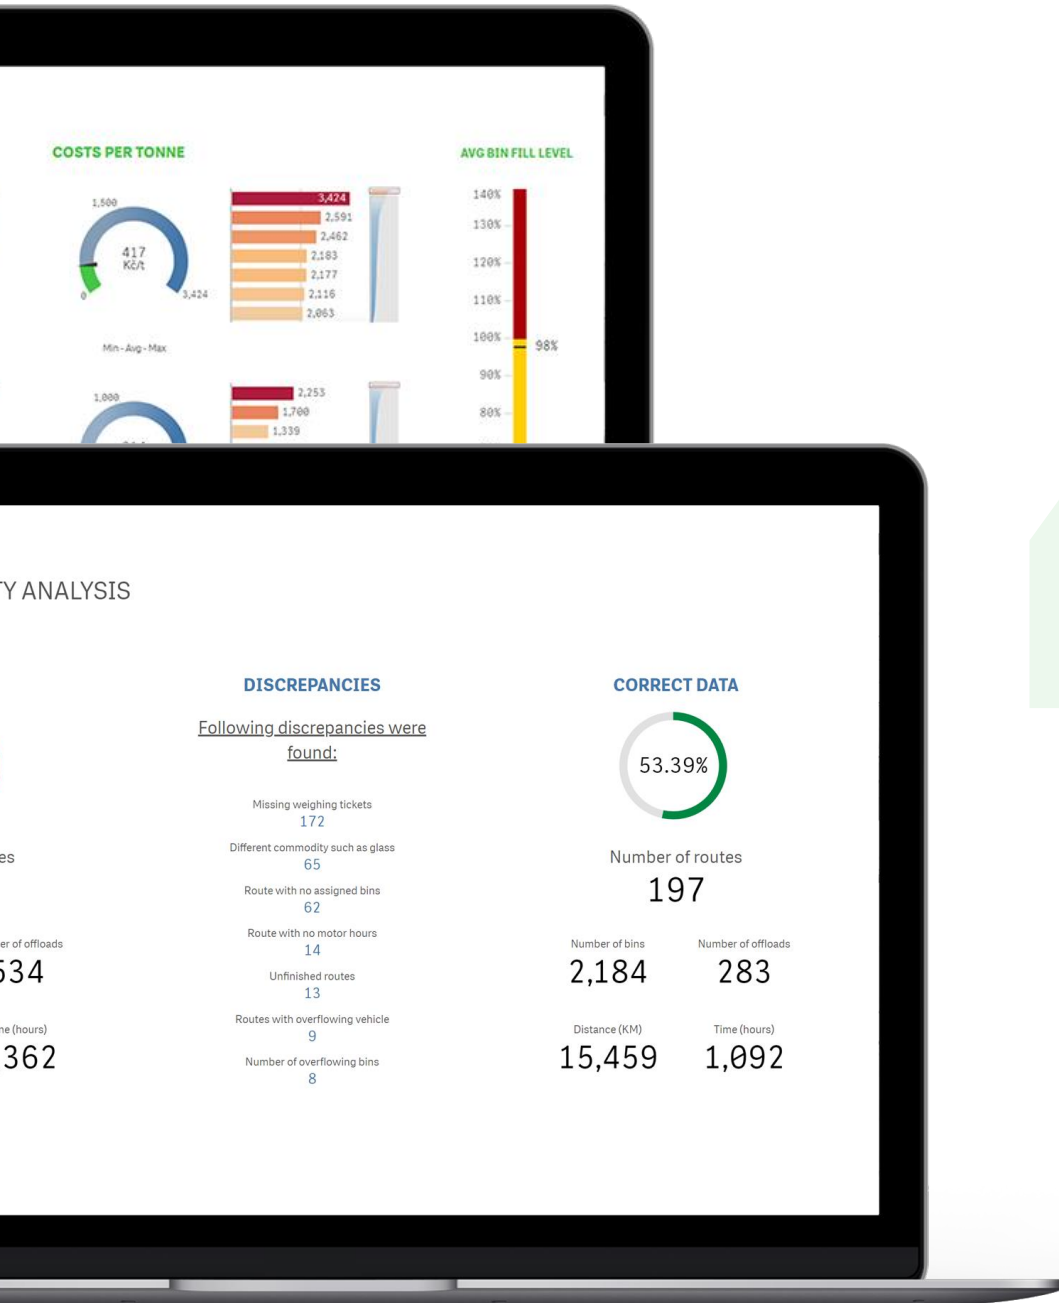 COSTS PER TONNE
AVG BIN FILL LEVEL
1,500
417
Kč/t
0
3,424
Min - Avg - Max
3,424
2,591
2,462
2,183
2,177
2,116
2,063
140%
130%
120%
110%
100%
98%
90%
80%
1,000
2,253
1,700
1,339
TY ANALYSIS
es
er of offloads
534
ne (hours)
362
DISCREPANCIES
Following discrepancies were
found:
Missing weighing tickets
172
Different commodity such as glass
65
Route with no assigned bins
62
Route with no motor hours
14
Unfinished routes
13
Routes with overflowing vehicle
9
Number of overflowing bins
8
CORRECT DATA
53.39%
Number of routes
197
Number of bins
2,184
Number of offloads
283
Distance (KM)
15,459
Time (hours)
1,092